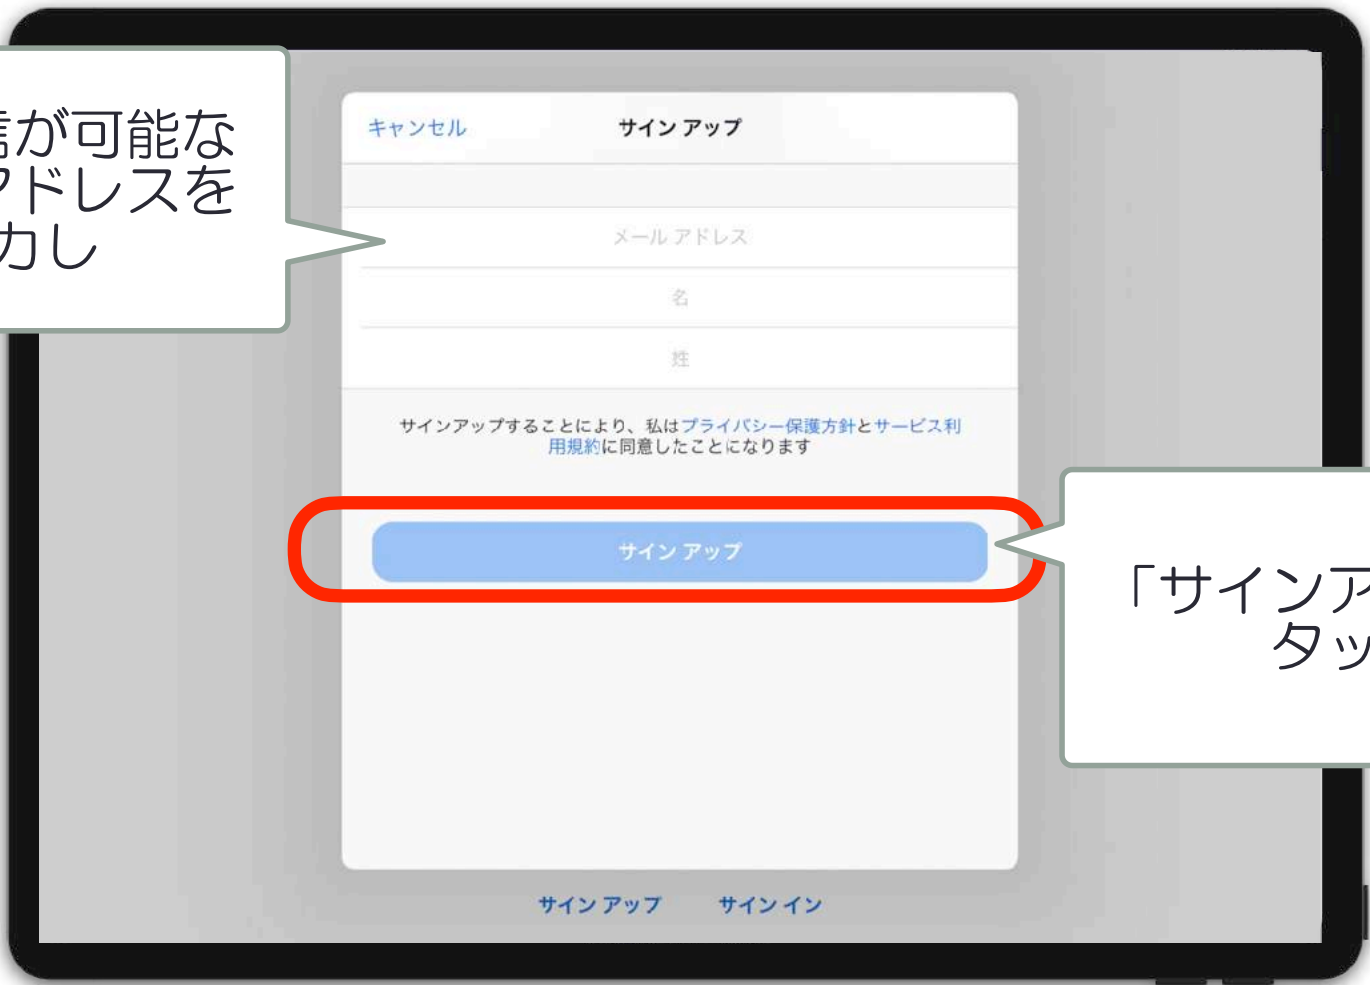 信が可能な
アドレスを
力し
キャンセル
サイン アップ
メール アドレス
名
姓
サインアップすることにより、私はプライバシー保護方針とサービス利
用規約に同意したことになります
サイン アップ
「サインア
タッ
サイン アップ
サイン イン